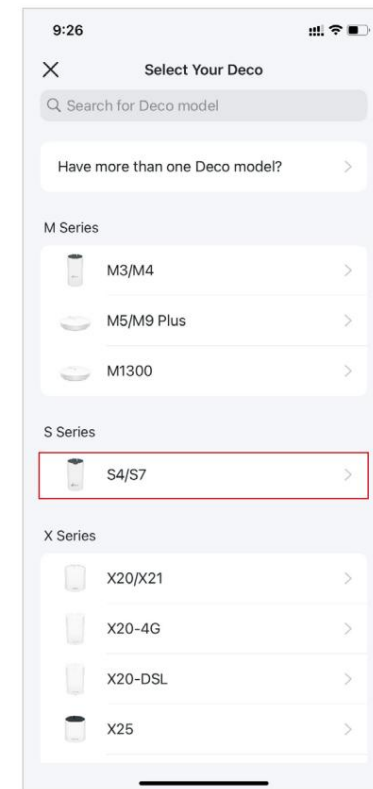 9:26
Select Your Deco
Search for Deco model
Have more than one Deco model?
M Series
M3/M4
M5/M9 Plus
M1300
S Series
S4/S7
X Series
X20/X21
X20-4G
X20-DSL
X25